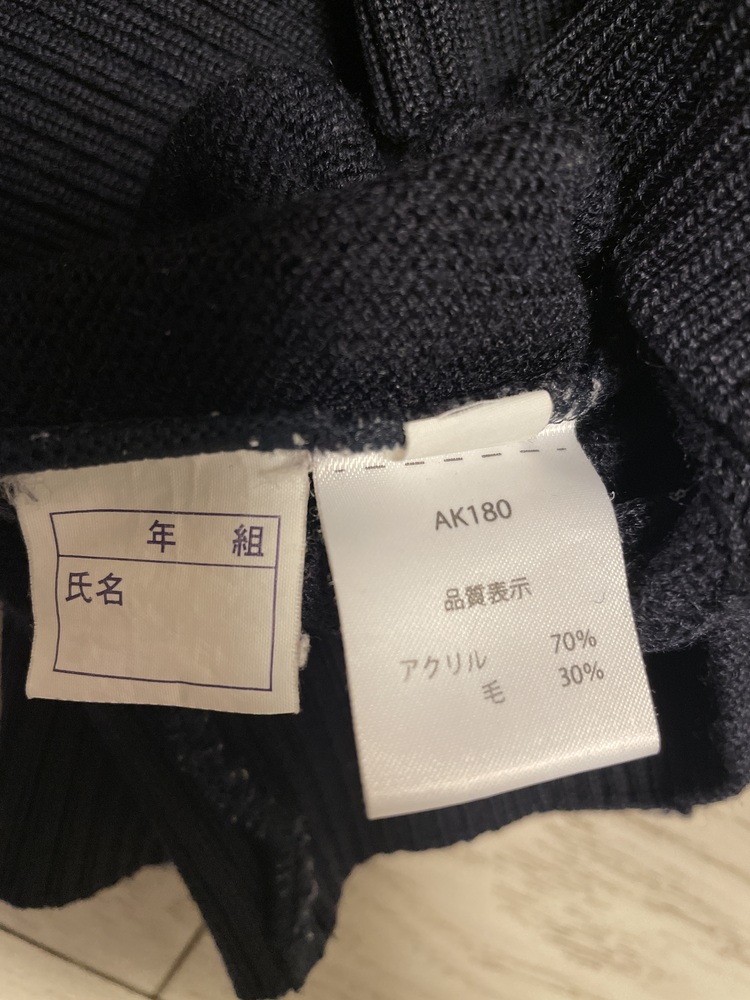 年 組
氏名
AK180
品質表示
アクリル 70%
毛 30%